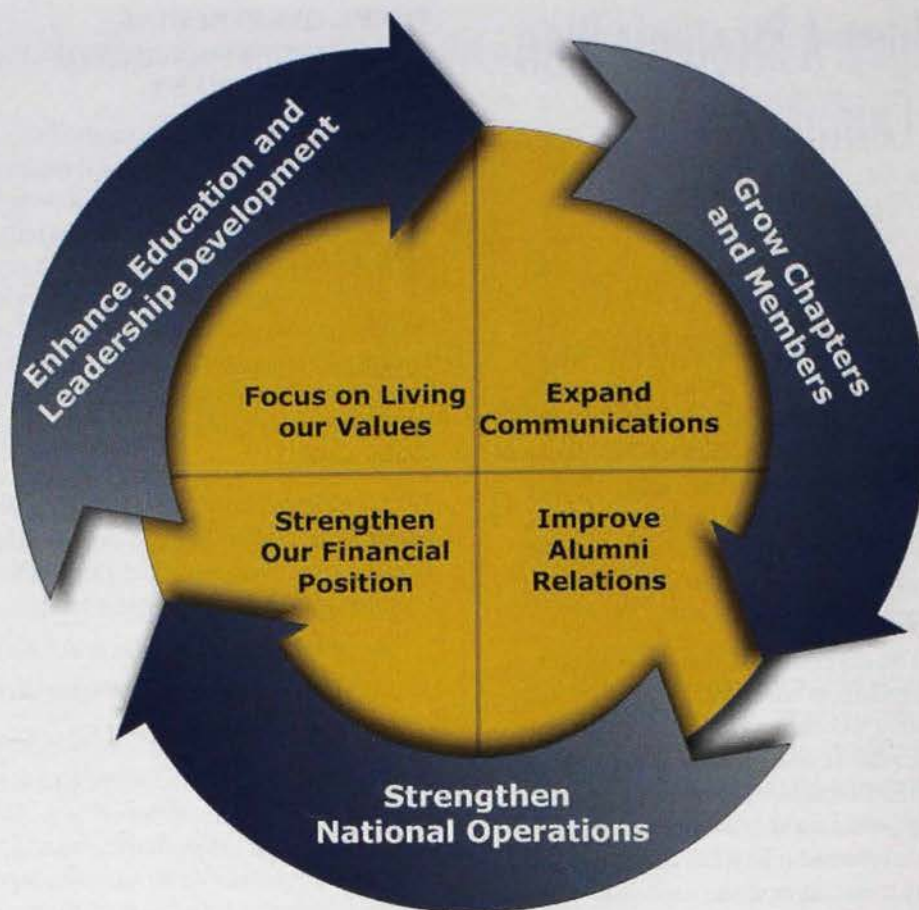 Enhance Education and
Leadership Development
Grow Chapters
and Members
Focus on Living
our Values
Expand
Communications
Strengthen
Our Financial
Position
Improve
Alumni
Relations
Strengthen
National Operations